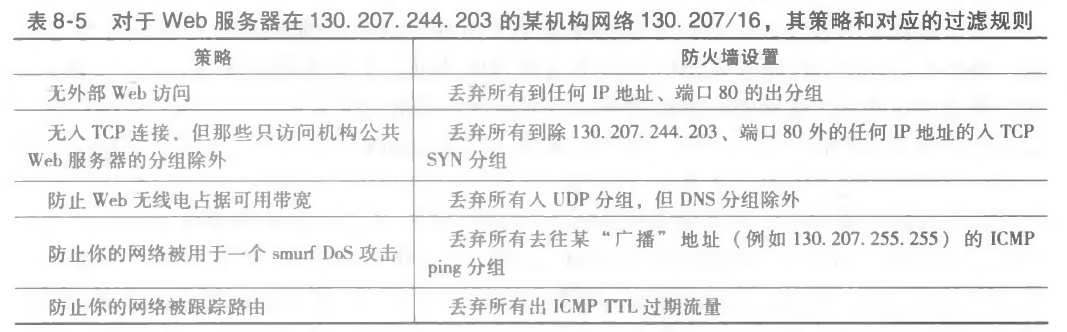 表8-5 对于 Web 服务器在 130. 207. 244. 203 的某机构网络 130. 207/16，其策略和对应的过滤规则
策略
防火墙设置
无外部 Web 访问
丢弃所有到任何 IP 地址、端口 80 的出分组
无入 TCP 连接，但那些只访问机构公共
Web 服务器的分组除外
丢弃所有到除 130. 207. 244. 203、端口 80 外的任何 IP 地址的入 TCP
SYN 分组
防止 Web 无线电占据可用带宽
丢弃所有入 UDP 分组，但 DNS 分组除外
防止你的网络被用于一个 smurf DoS 攻击
丢弃所有去往某“广播”地址（例如 130. 207. 255. 255）的 ICMP
ping 分组
防止你的网络被跟踪路由
丢弃所有出 ICMP TTL 过期流量